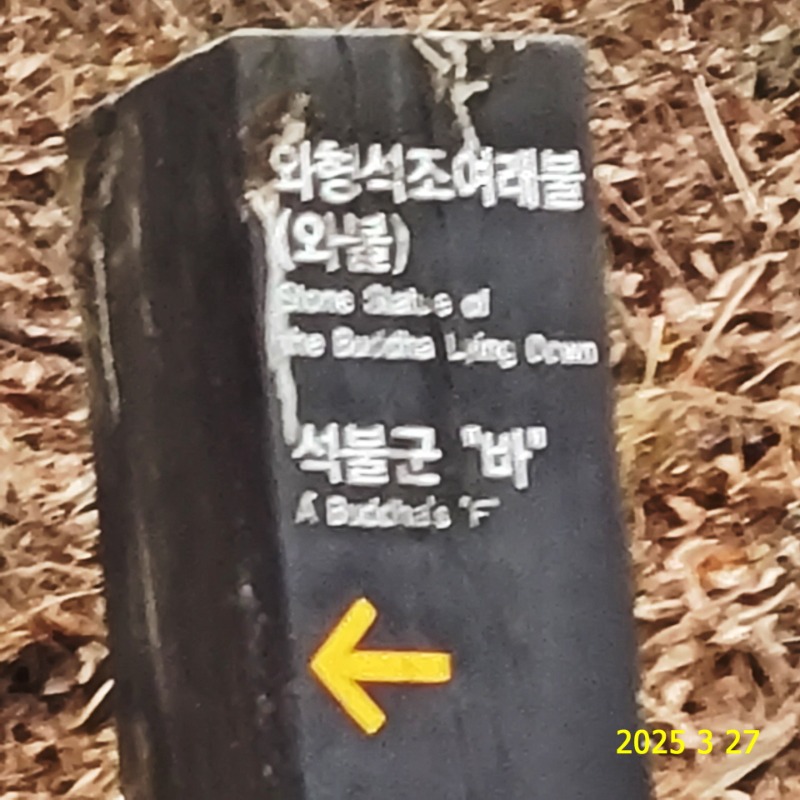 와형석조여래불
(와불)
Stone Statue of
the Buddha Lying Down
석불군 "바"
A Buddha's "F"
2025 3 27